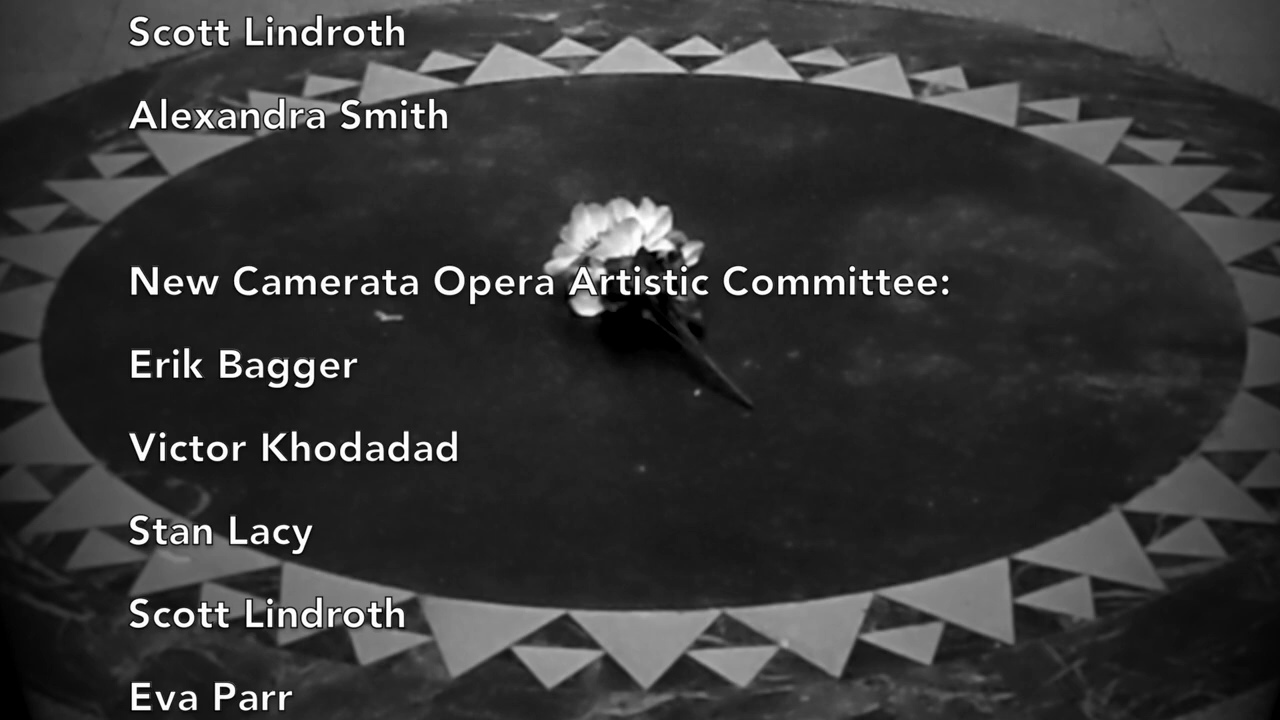 Scott Lindroth
Alexandra Smith
New Camerata Opera Artistic Committee:
Erik Bagger
Victor Khodadad
Stan Lacy
Scott Lindroth
Eva Parr